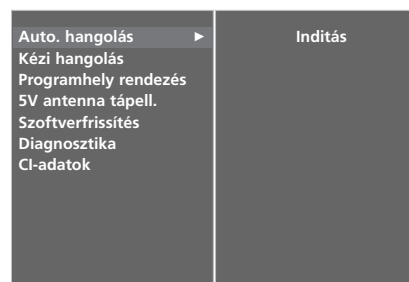 Auto. hangolás ►
Kézi hangolás
Programhely rendezés
5V antenna tápell.
Szoftverfrissítés
Diagnosztika
CI-adatok
Inditás